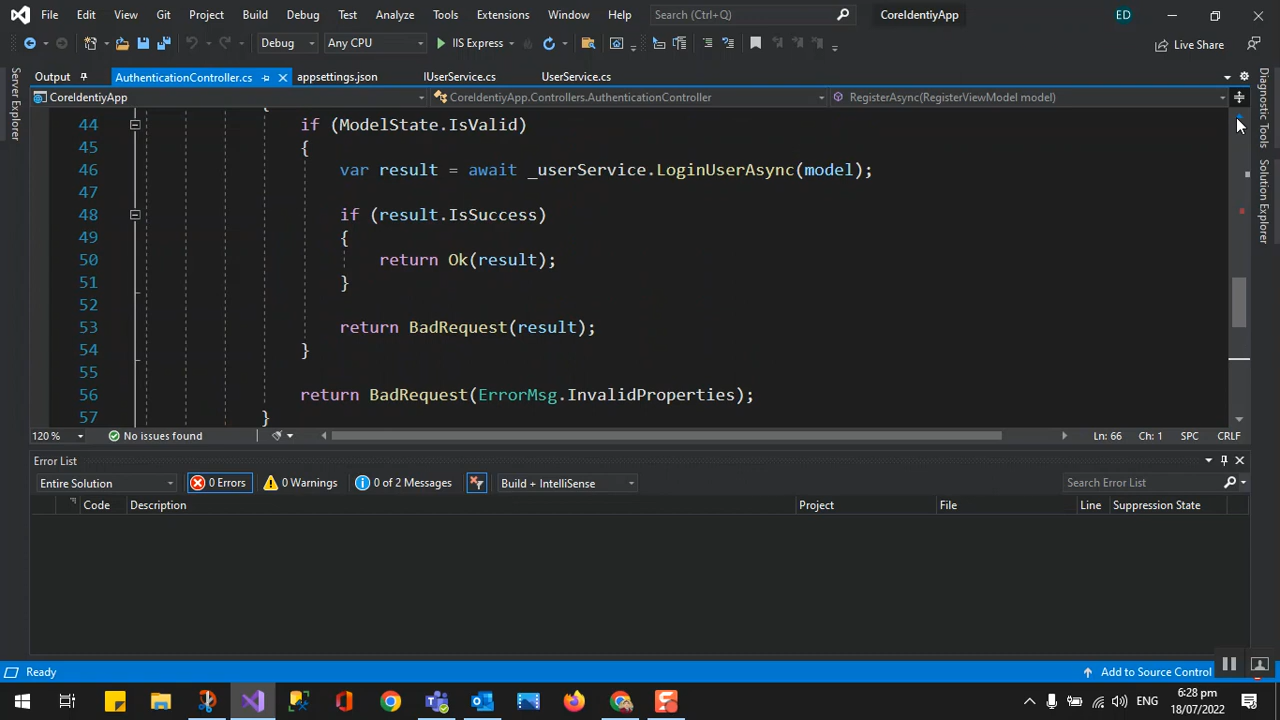 File Edit View Git Project Build Debug Test Analyze Tools Extensions Window Help Search (Ctrl+Q) CoreIdentiyApp ED
Debug Any CPU IIS Express Live Share
Server Explorer
Output AuthenticationController.cs appsettings.json IUserService.cs UserService.cs
CoreIdentiyApp CoreIdentiyApp.Controllers.AuthenticationController RegisterAsync(RegisterViewModel model)
{
44 if (ModelState.IsValid)
45 {
46 var result = await _userService.LoginUserAsync(model);
47
48 if (result.IsSuccess)
49 {
50 return Ok(result);
51 }
52
53 return BadRequest(result);
54 }
55
56 return BadRequest(ErrorMsg.InvalidProperties);
57 }
Diagnostic Tools
Solution Explorer
120 % No issues found Ln: 66 Ch: 1 SPC CRLF
Error List
Entire Solution 0 Errors 0 Warnings 0 of 2 Messages Build + IntelliSense Search Error List
Code Description Project File Line Suppression State
Ready Add to Source Control
ENG 6:28 pm
18/07/2022